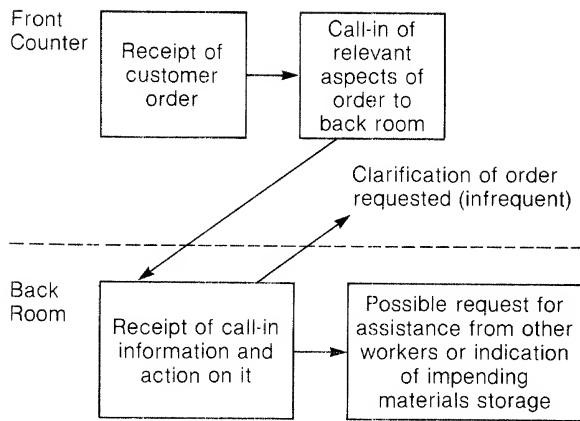 Front
Counter
Receipt of
customer
order
Call-in of
relevant
aspects of
order to
back room
Clarification of order
requested (infrequent)
Back
Room
Receipt of call-in
information and
action on it
Possible request for
assistance from other
workers or indication
of impending
materials storage